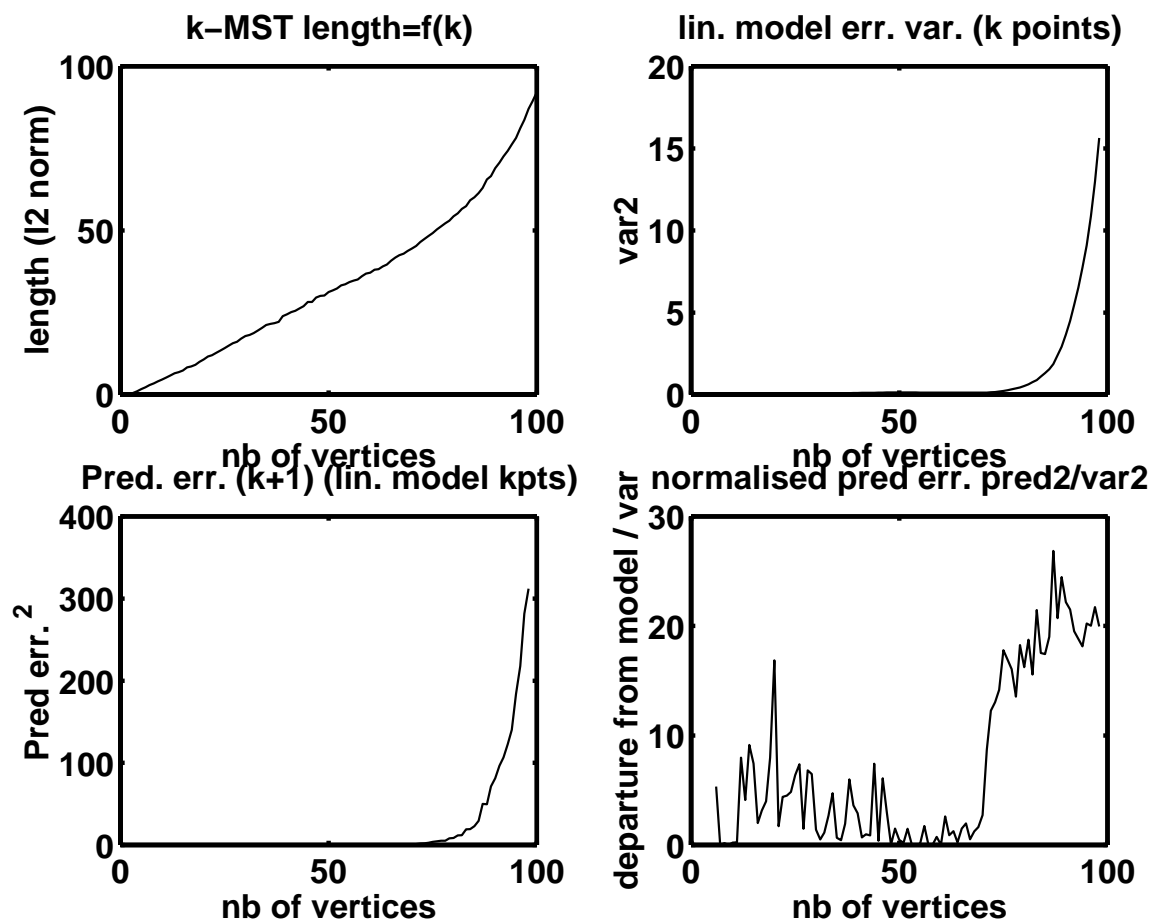 k−MST length=f(k)
100
50
0
length (l2 norm)
0 50 100
nb of vertices
lin. model err. var. (k points)
20
15
10
5
0
var2
0 50 100
nb of vertices
Pred. err. (k+1) (lin. model kpts)
400
300
200
100
0
Pred err.²
0 50 100
nb of vertices
normalised pred err. pred2/var2
30
20
10
0
departure from model / var
0 50 100
nb of vertices